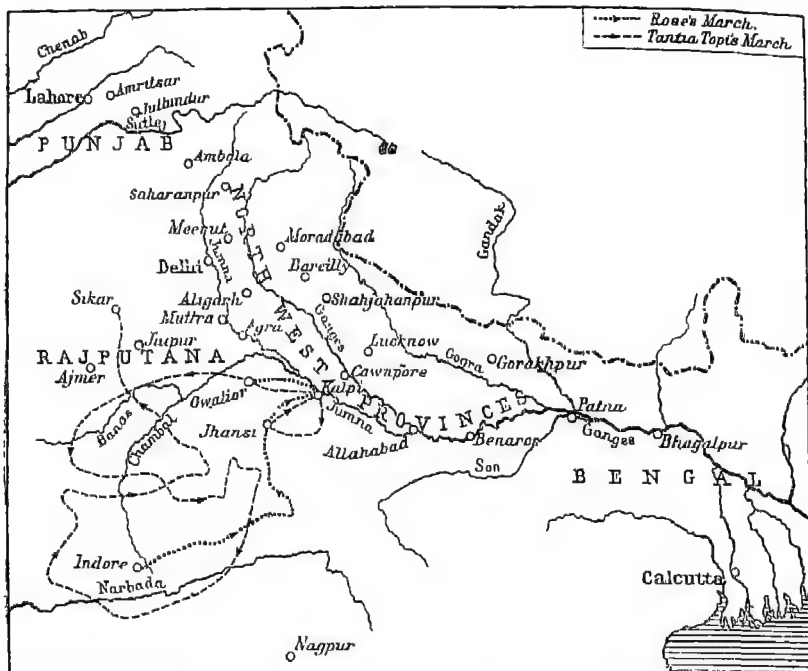 Rose's March.
Tantia Topi's March
Chenab
Lahore
Amritsar
Jullundur
Sutlej
PUNJAB
Ambala
Saharanpur
NORTH WEST PROVINCES
Meerut
Jumna
Moradabad
Delhi
Bareilly
Gandak
Sikar
Aligarh
Ganges
Shahjahanpur
Muttra
Agra
Jaipur
RAJPUTANA
Lucknow
Gogra
Gorakhpur
Ajmer
Cawnpore
Gwalior
Kalpi
Banas
Chambal
Jumna
Patna
Jhansi
Allahabad
Benares
Ganges
Bhagalpur
Son
BENGAL
Indore
Narbada
Calcutta
Nagpur